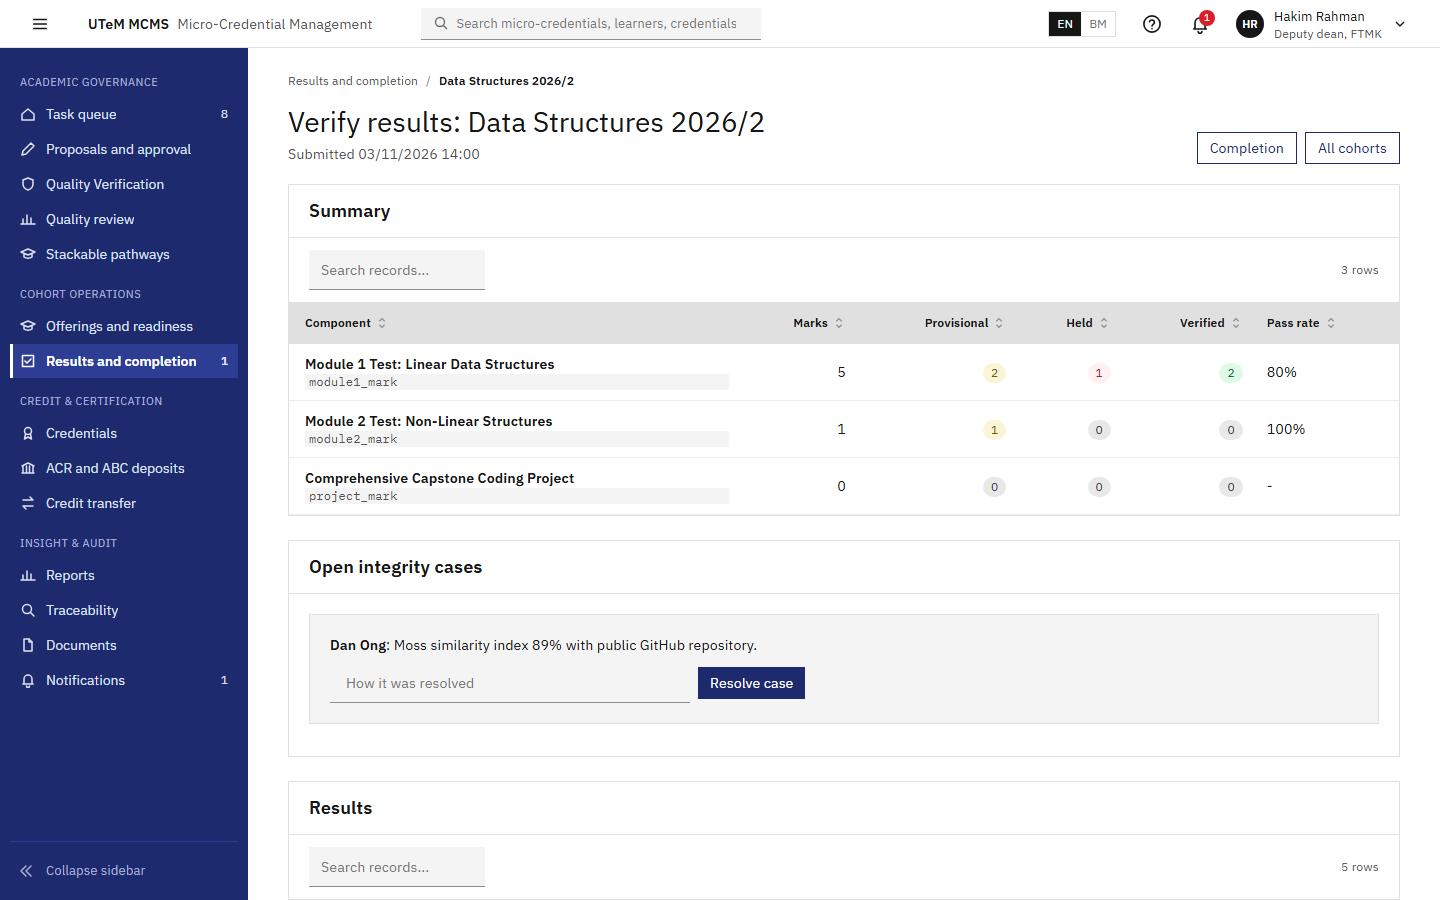 UTeM MCMS Micro-Credential Management
Search micro-credentials, learners, credentials
EN BM
1
HR
Hakim Rahman
Deputy dean, FTMK
ACADEMIC GOVERNANCE
Task queue 8
Proposals and approval
Quality Verification
Quality review
Stackable pathways
COHORT OPERATIONS
Offerings and readiness
Results and completion 1
CREDIT & CERTIFICATION
Credentials
ACR and ABC deposits
Credit transfer
INSIGHT & AUDIT
Reports
Traceability
Documents
Notifications 1
Collapse sidebar
Results and completion / Data Structures 2026/2
Verify results: Data Structures 2026/2
Submitted 03/11/2026 14:00
Completion
All cohorts
Summary
Search records...
3 rows
Component Marks Provisional Held Verified Pass rate
Module 1 Test: Linear Data Structures
module1_mark
5 2 1 2 80%
Module 2 Test: Non-Linear Structures
module2_mark
1 1 0 0 100%
Comprehensive Capstone Coding Project
project_mark
0 0 0 0 -
Open integrity cases
Dan Ong: Moss similarity index 89% with public GitHub repository.
How it was resolved
Resolve case
Results
Search records...
5 rows